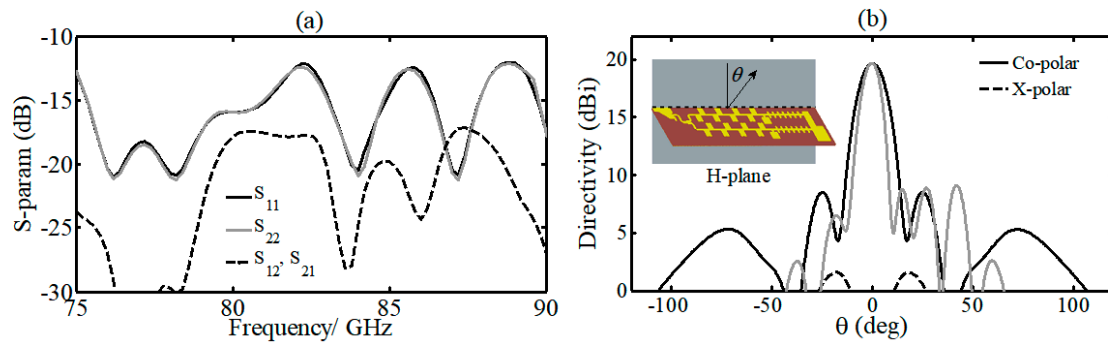 (a)
S-param (dB)
-10
-15
-20
-25
-30
S11
S22
S12, S21
75
80
85
90
Frequency/ GHz
(b)
Directivity (dBi)
20
15
10
5
0
θ
H-plane
Co-polar
X-polar
-100
-50
0
50
100
θ (deg)